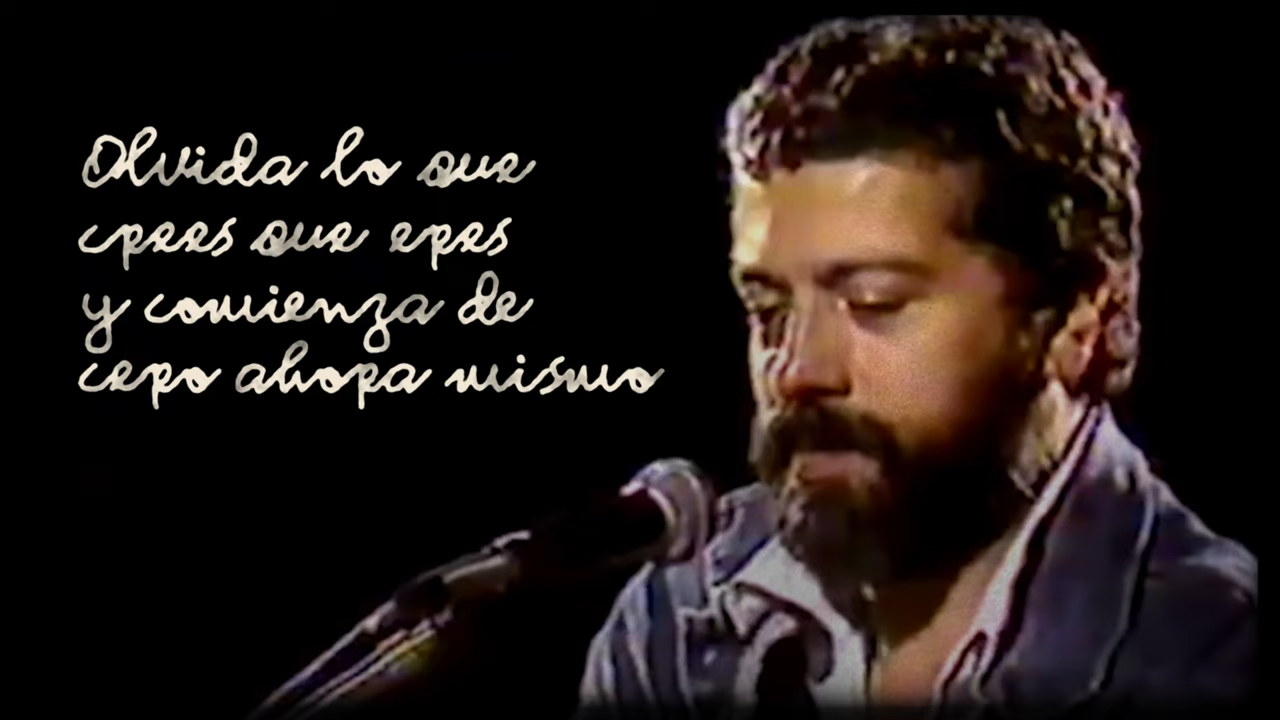 Olvida lo que
crees que eres
y comienza de
cero ahora mismo